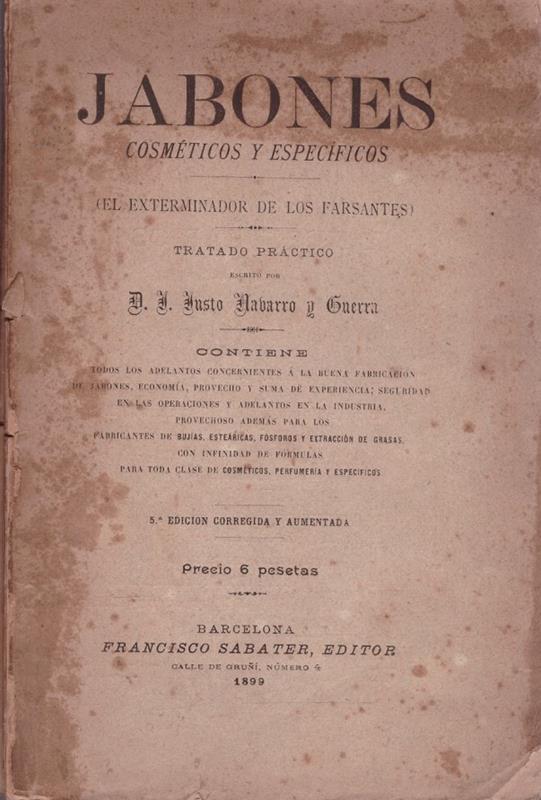 JABONES
COSMÉTICOS Y ESPECÍFICOS
(EL EXTERMINADOR DE LOS FARSANTES)
TRATADO PRÁCTICO
ESCRITO POR
D. J. Justo Navarro y Guerra
CONTIENE
TODOS LOS ADELANTOS CONCERNIENTES Á LA BUENA FABRICACIÓN
DE JABONES, ECONOMÍA, PROVECHO Y SUMA DE EXPERIENCIA; SEGURIDAD
EN LAS OPERACIONES Y ADELANTOS EN LA INDUSTRIA,
PROVECHOSO ADEMÁS PARA LOS
FABRICANTES DE BUJÍAS, ESTEÁRICAS, FÓSFOROS Y EXTRACCIÓN DE GRASAS,
CON INFINIDAD DE FÓRMULAS
PARA TODA CLASE DE COSMÉTICOS, PERFUMERÍA Y ESPECÍFICOS
5.ª EDICION CORREGIDA Y AUMENTADA
Precio 6 pesetas
BARCELONA
FRANCISCO SABATER, EDITOR
CALLE DE GRUÑÍ, NÚMERO 4
1899